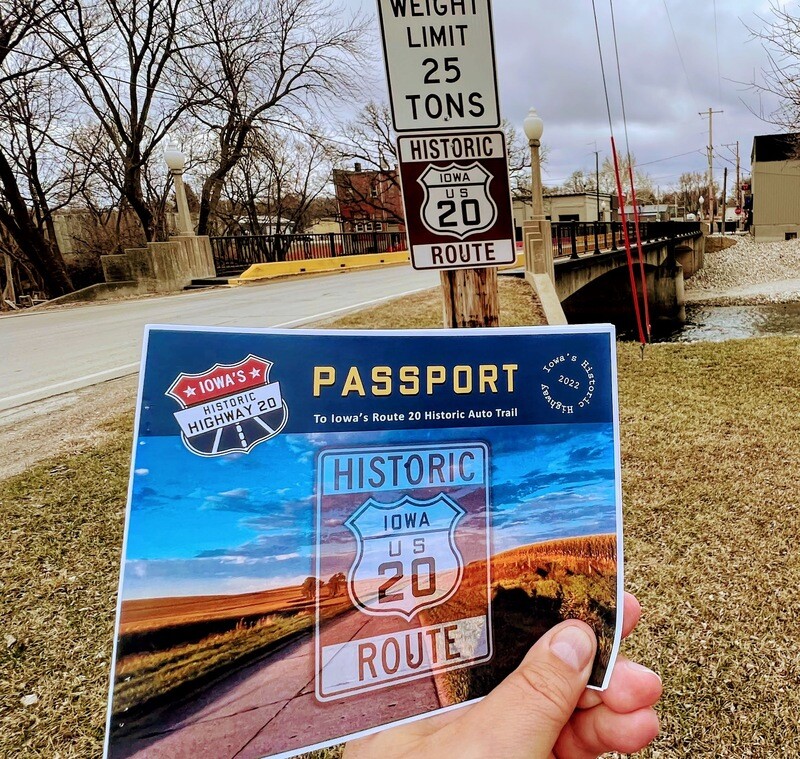 WEIGHT
LIMIT
25
TONS
HISTORIC
IOWA
US
20
ROUTE
IOWA'S
HISTORIC
HIGHWAY 20
PASSPORT
To Iowa's Route 20 Historic Auto Trail
Iowa's Historic Highway
2022
HISTORIC
IOWA
US
20
ROUTE